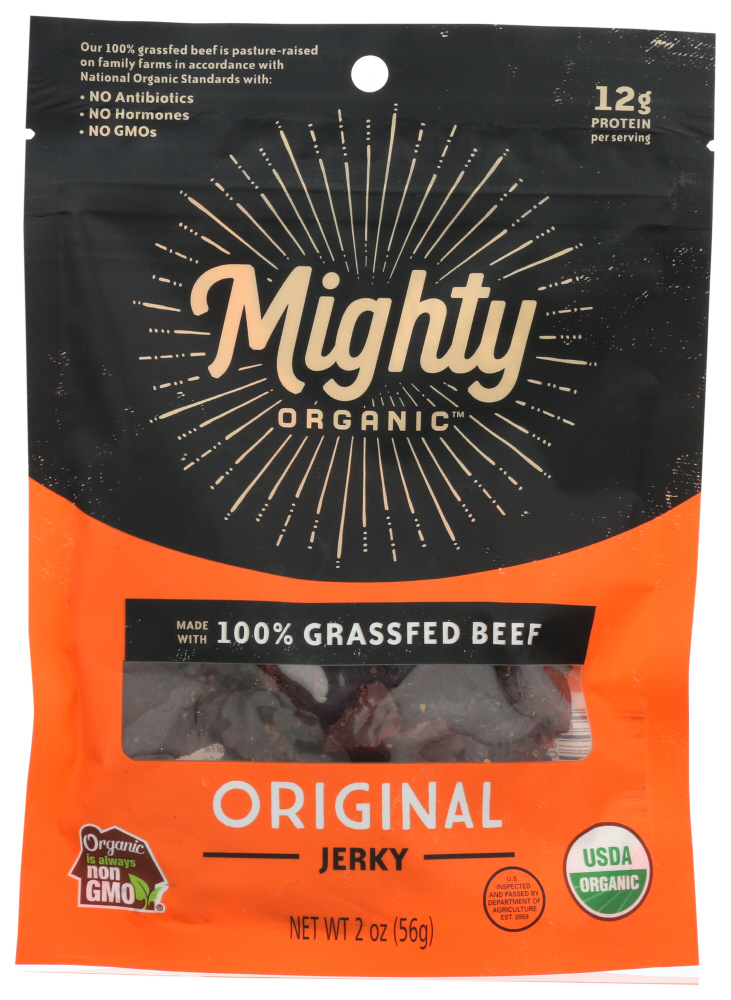 Our 100% grassfed beef is pasture-raised
on family farms in accordance with
National Organic Standards with:
• NO Antibiotics
• NO Hormones
• NO GMOs
12g
PROTEIN
per serving
Mighty
ORGANIC™
MADE
WITH
100% GRASSFED BEEF
ORIGINAL
JERKY
Organic
is always
non
GMO
®
U.S.
INSPECTED
AND PASSED BY
DEPARTMENT OF
AGRICULTURE
EST. 8959
USDA
ORGANIC
NET WT 2 oz (56g)